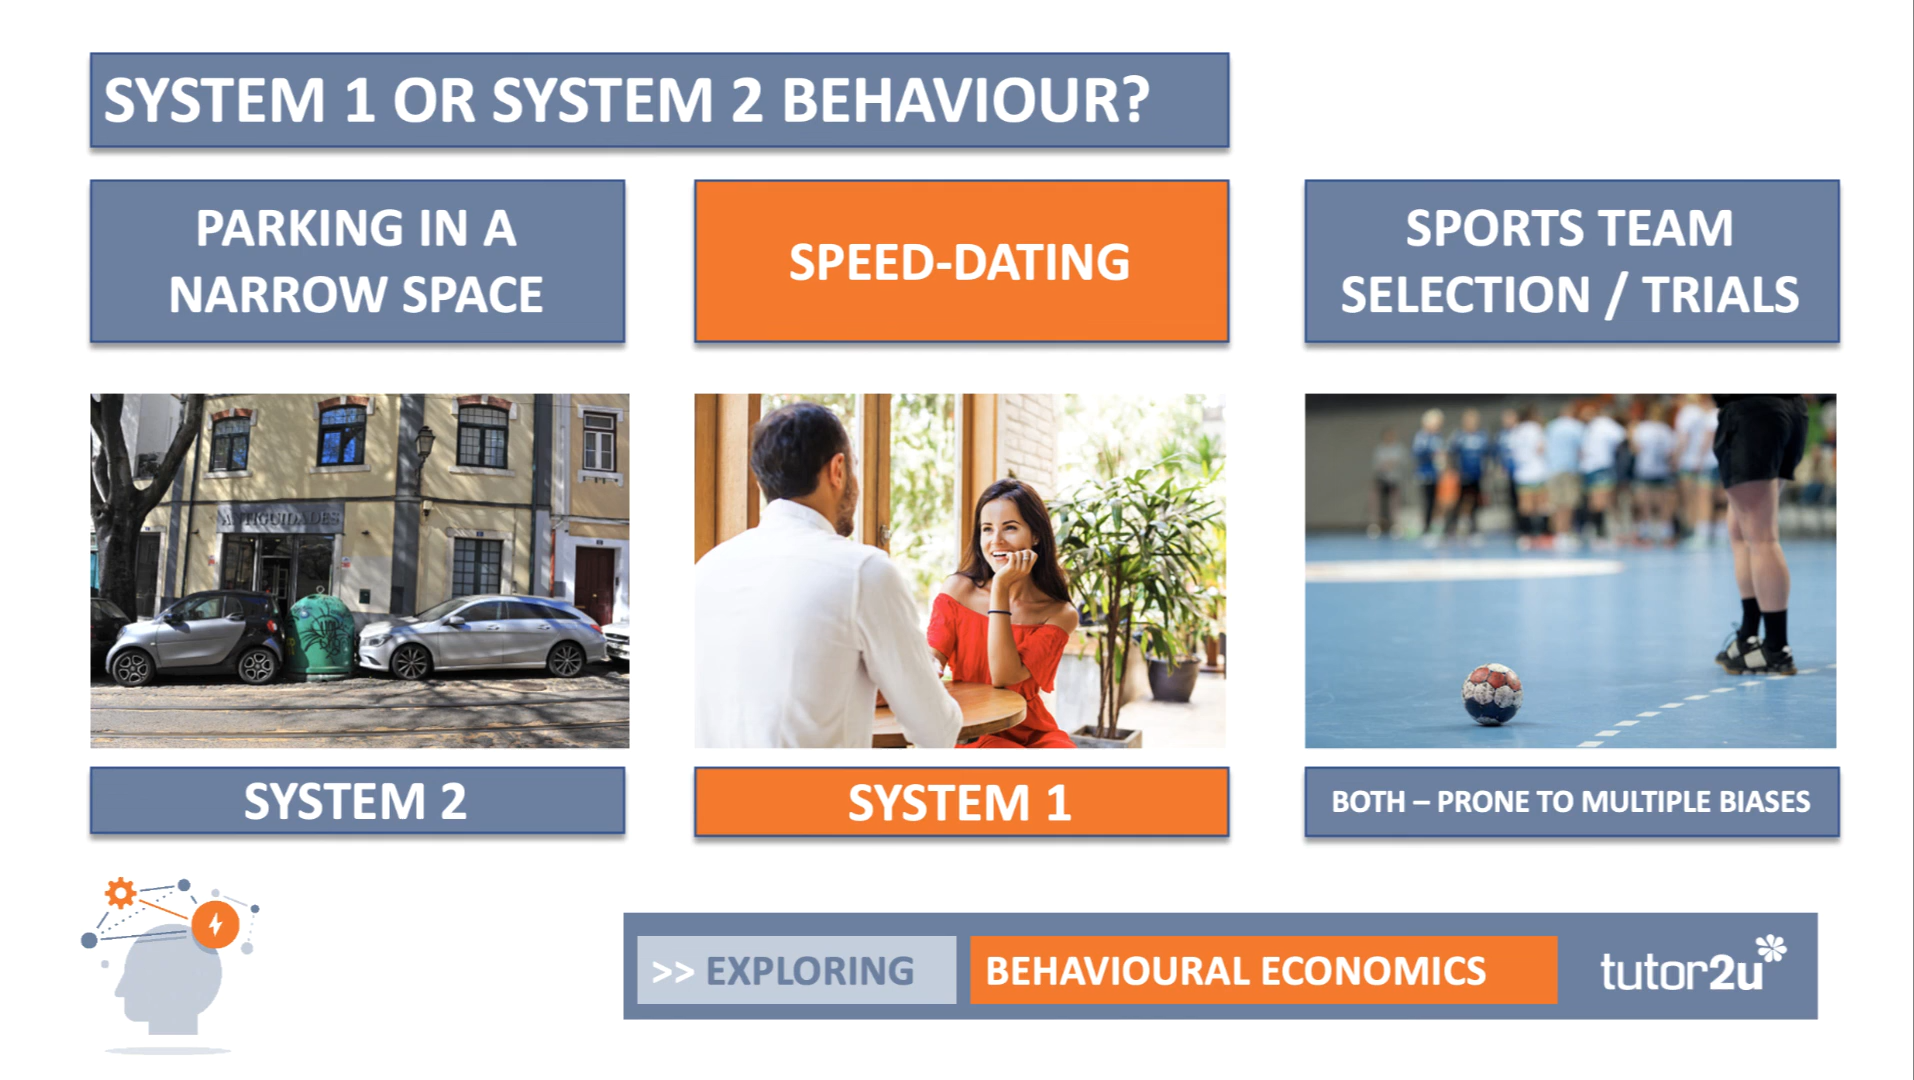 SYSTEM 1 OR SYSTEM 2 BEHAVIOUR?
PARKING IN A
NARROW SPACE
SPEED-DATING
SPORTS TEAM
SELECTION / TRIALS
ANTIGUIDADES
SYSTEM 2
SYSTEM 1
BOTH – PRONE TO MULTIPLE BIASES
>> EXPLORING
BEHAVIOURAL ECONOMICS
tutor2u